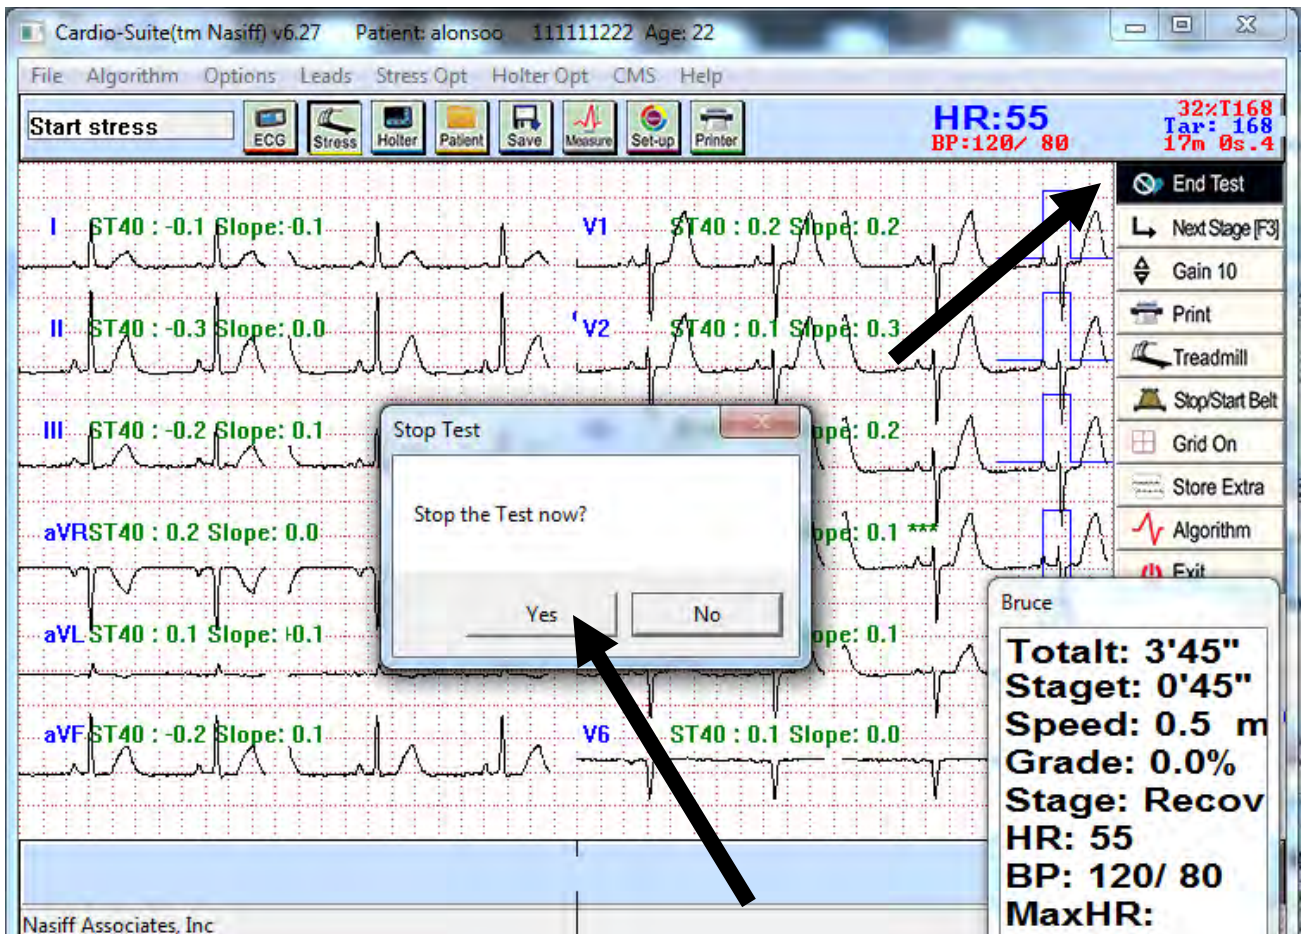 Cardio-Suite(tm Nasiff) v6.27 Patient: alonsoo 111111222 Age: 22
File Algorithm Options Leads Stress Opt Holter Opt CMS Help
Start stress
ECG Stress Holter Patient Save Measure Set-up Printer
HR:55
BP:120/ 80
32%T168
Tar: 168
17m 0s.4
End Test
Next Stage [F3]
Gain 10
Print
Treadmill
Stop/Start Belt
Grid On
Store Extra
Algorithm
Exit
I ST40 : -0.1 Slope: 0.1
V1 ST40 : 0.2 Slope: 0.2
II ST40 : -0.3 Slope: 0.0
V2 ST40 : 0.1 Slope: 0.3
III ST40 : -0.2 Slope: 0.1
ope: 0.2
aVR ST40 : 0.2 Slope: 0.0
ope: 0.1 ***
aVL ST40 : 0.1 Slope: 0.1
ope: 0.1
aVF ST40 : -0.2 Slope: 0.1
V6 ST40 : 0.1 Slope: 0.0
Stop Test
Stop the Test now?
Yes No
Bruce
Totalt: 3'45"
Staget: 0'45"
Speed: 0.5 m
Grade: 0.0%
Stage: Recov
HR: 55
BP: 120/ 80
MaxHR:
Nasiff Associates, Inc